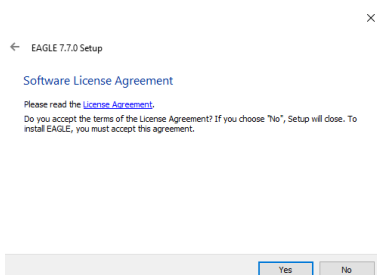 EAGLE 7.7.0 Setup
Software License Agreement
Please read the License Agreement.
Do you accept the terms of the License Agreement? If you choose "No", Setup will close. To
install EAGLE, you must accept this agreement.
Yes No